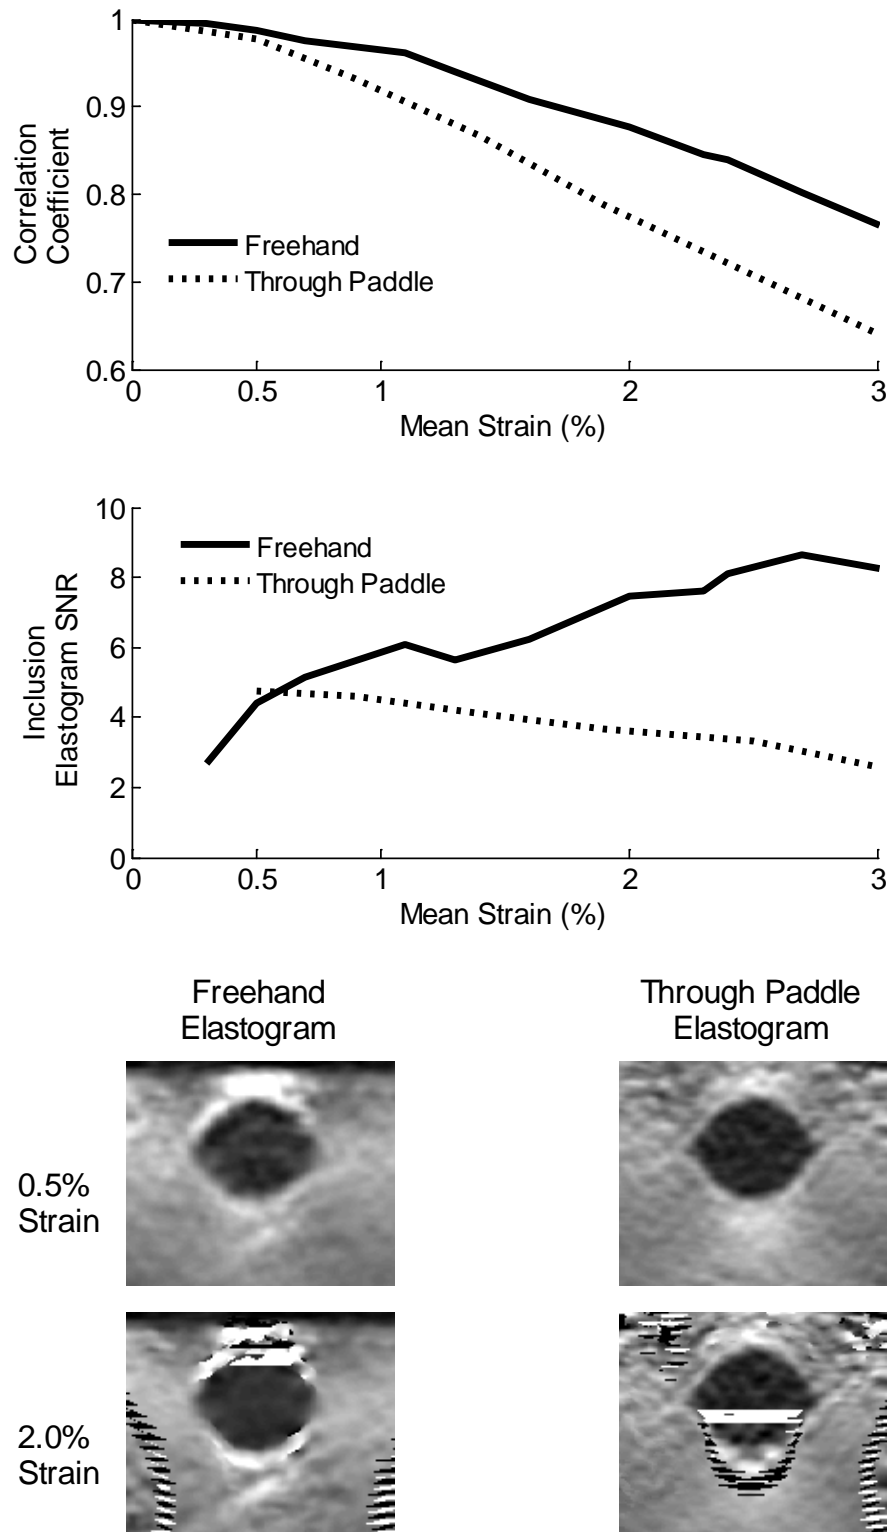 1
0.9
0.8
0.7
0.6
Correlation
Coefficient
Freehand
Through Paddle
0 0.5 1 2 3
Mean Strain (%)
10
8
6
4
2
0
Inclusion
Elastogram SNR
Freehand
Through Paddle
0 0.5 1 2 3
Mean Strain (%)
Freehand
Elastogram
Through Paddle
Elastogram
0.5%
Strain
2.0%
Strain